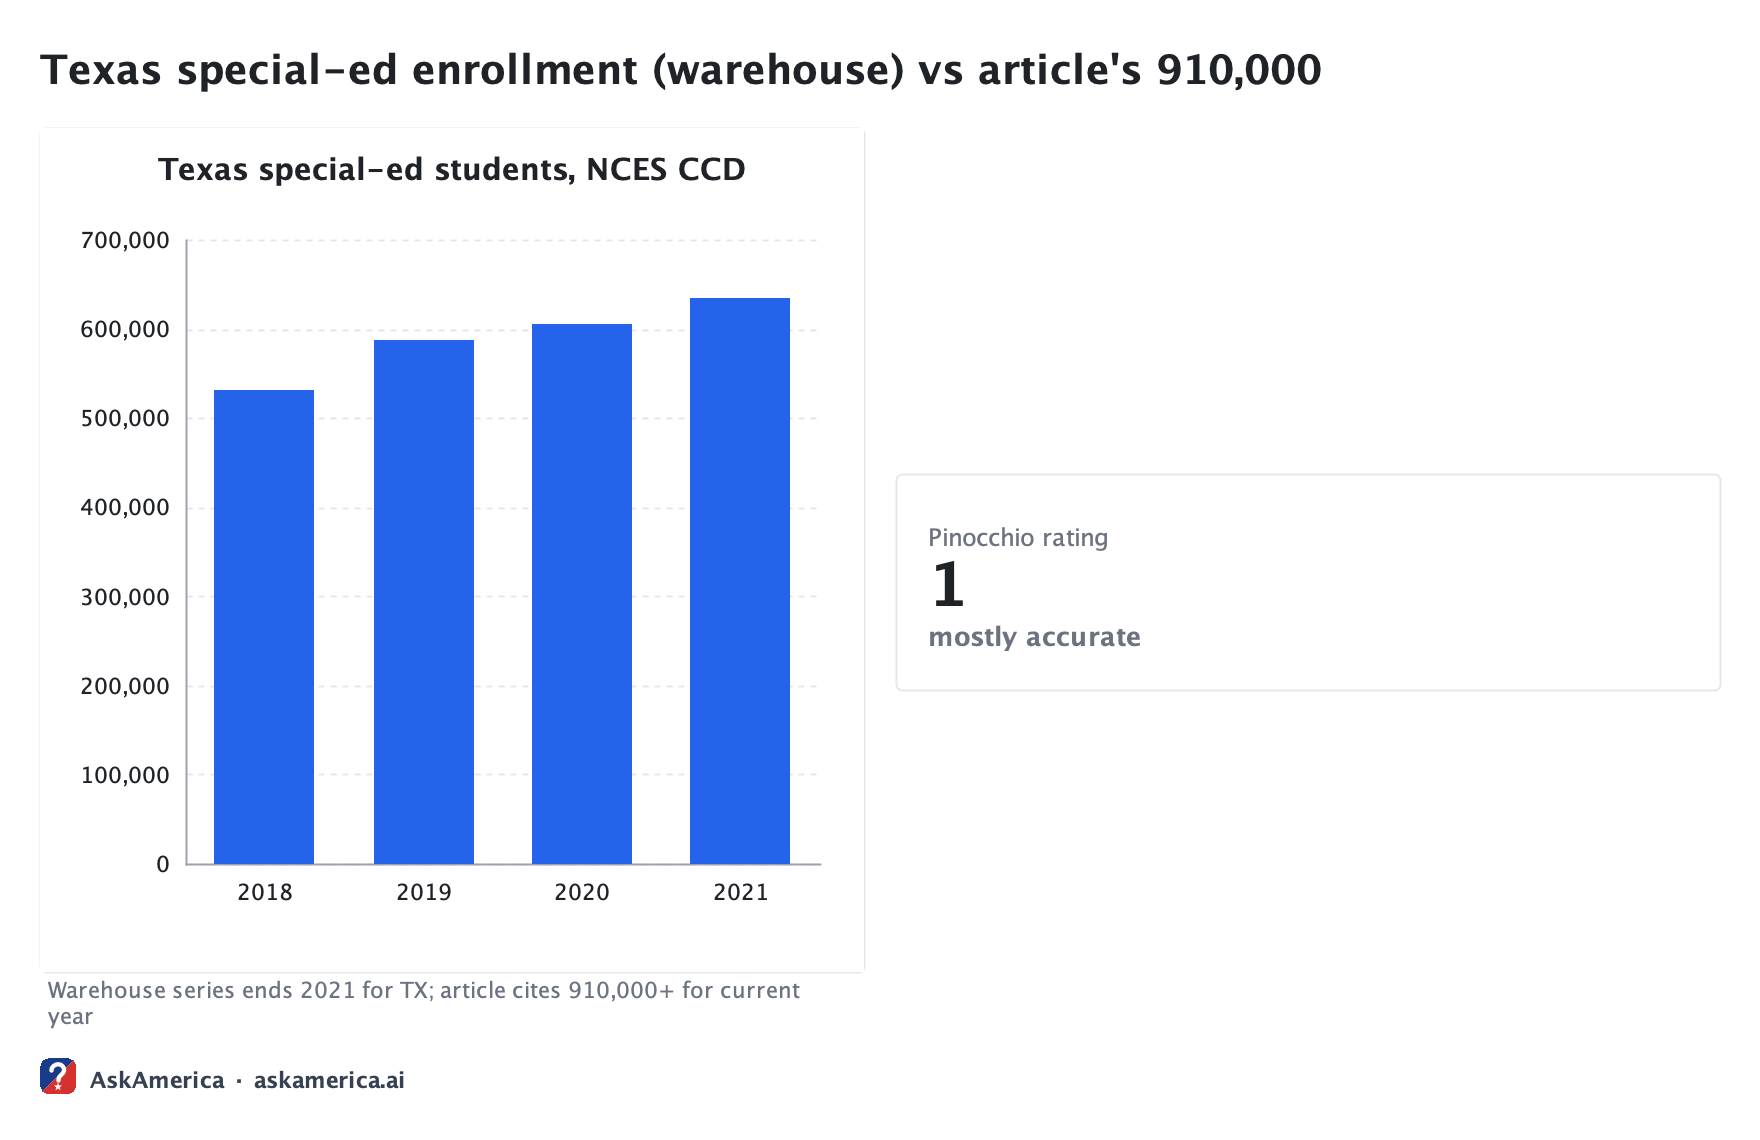 Texas special-ed enrollment (warehouse) vs article's 910,000
Texas special-ed students, NCES CCD
700,000
600,000
500,000
400,000
300,000
200,000
100,000
0
2018
2019
2020
2021
Warehouse series ends 2021 for TX; article cites 910,000+ for current
year
Pinocchio rating
1
mostly accurate
AskAmerica · askamerica.ai